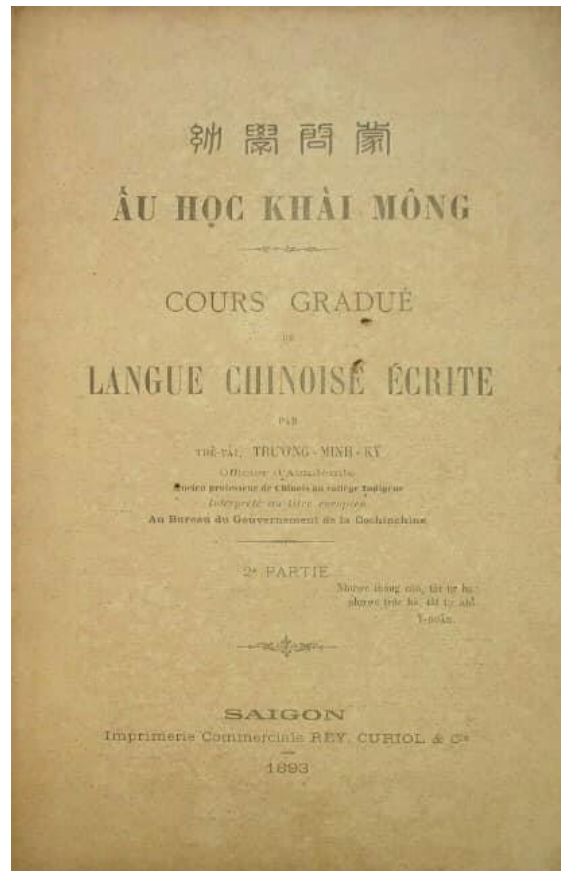 幼學啓蒙
ẤU HỌC KHẢI MÔNG
COURS GRADUÉ
DE
LANGUE CHINOISE ÉCRITE
PAR
THẾ-TẢI, TRƯƠNG-MINH-KÝ
Officier d'Académie
Ancien professeur de Chinois au collège Indigène
Interprète au titre européen
Au Bureau du Gouvernement de la Cochinchine
2e PARTIE
SAIGON
Imprimerie Commerciale REY, CURIOL & Cie
1893